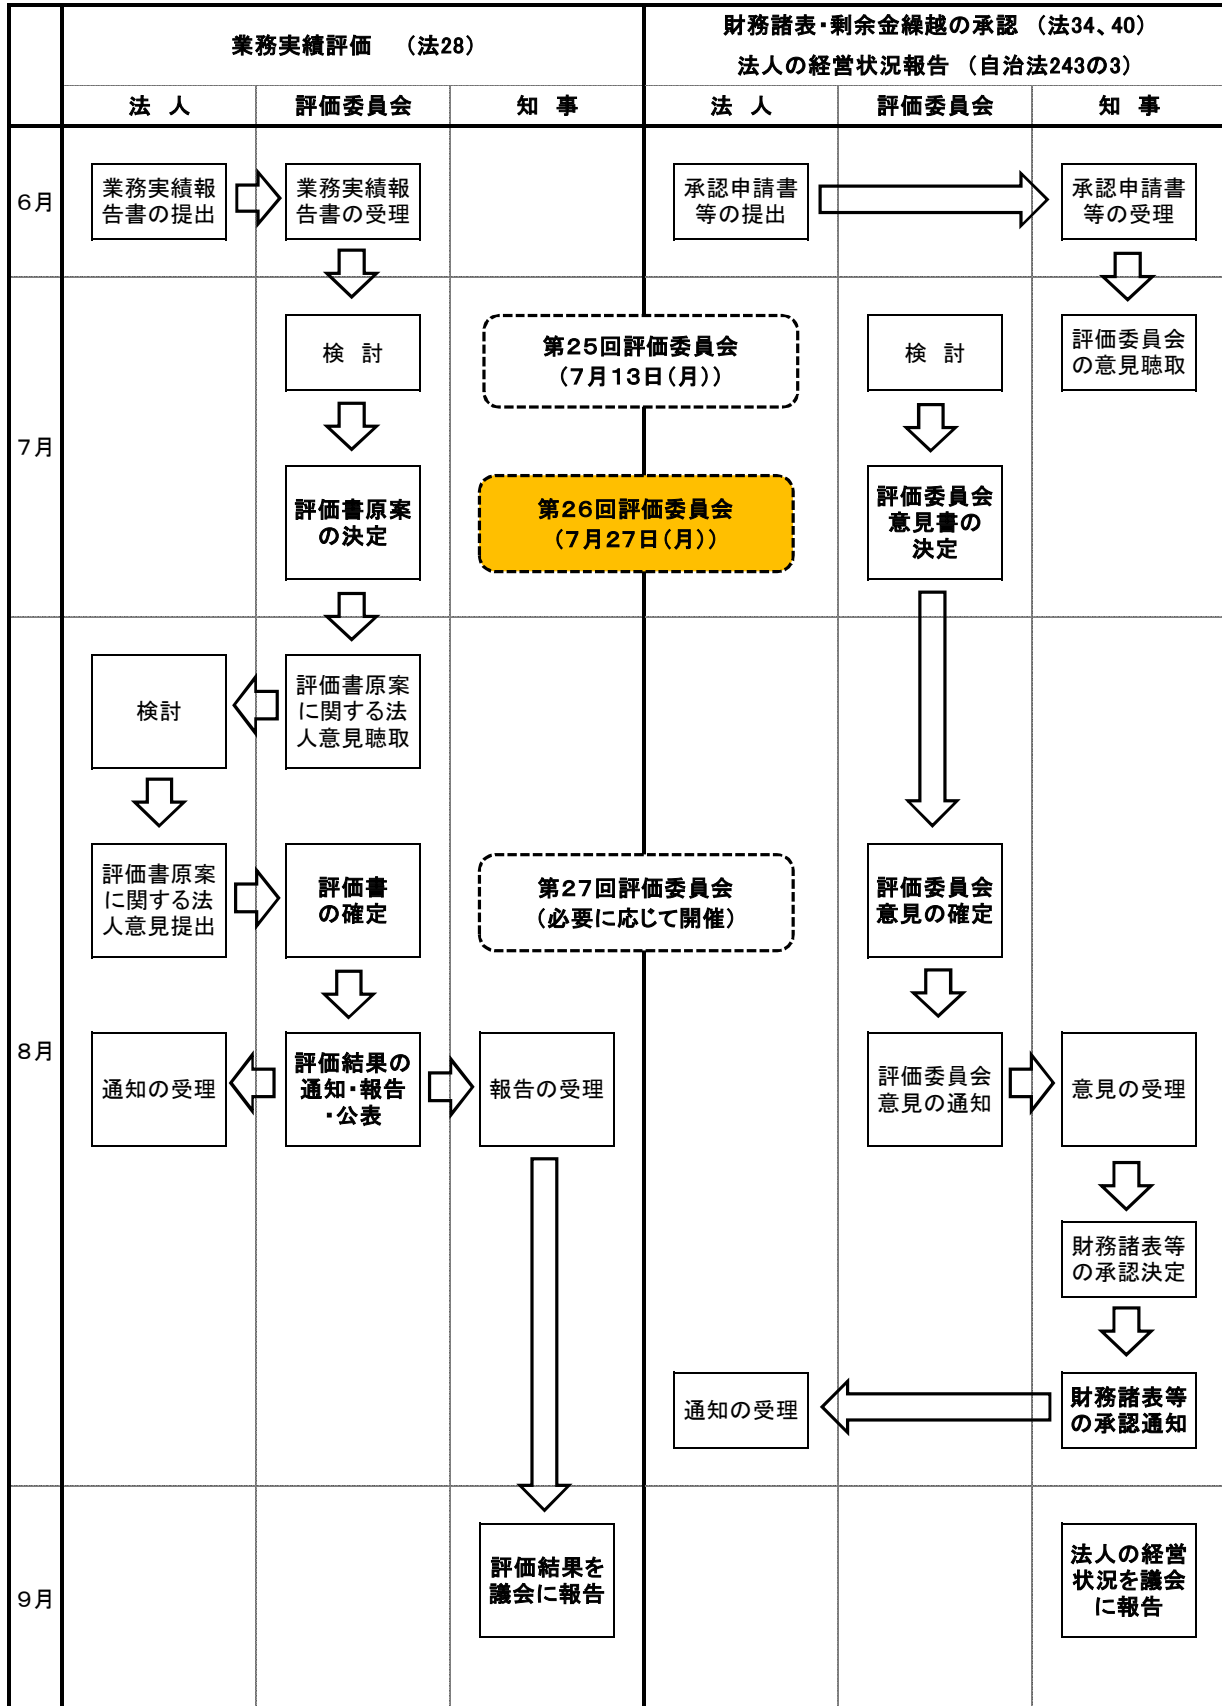 業務実績評価　（法28）
財務諸表・剰余金繰越の承認（法34、40）
法人の経営状況報告（自治法243の3）
法　人
評価委員会
知　事
法　人
評価委員会
知　事
6月
業務実績報
告書の提出
業務実績報
告書の受理
承認申請書
等の提出
承認申請書
等の受理
7月
検　討
第25回評価委員会
（7月13日（月））
検　討
評価委員会
の意見聴取
評価書原案
の決定
第26回評価委員会
（7月27日（月））
評価委員会
意見書の
決定
8月
検討
評価書原案
に関する法
人意見聴取
評価書原案
に関する法
人意見提出
評価書
の確定
第27回評価委員会
（必要に応じて開催）
評価委員会
意見の確定
通知の受理
評価結果の
通知・報告
・公表
報告の受理
評価委員会
意見の通知
意見の受理
財務諸表等
の承認決定
通知の受理
財務諸表等
の承認通知
9月
評価結果を
議会に報告
法人の経営
状況を議会
に報告